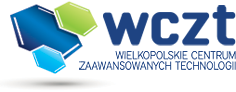 wczt
WIELKOPOLSKIE CENTRUM
ZAAWANSOWANYCH TECHNOLOGII